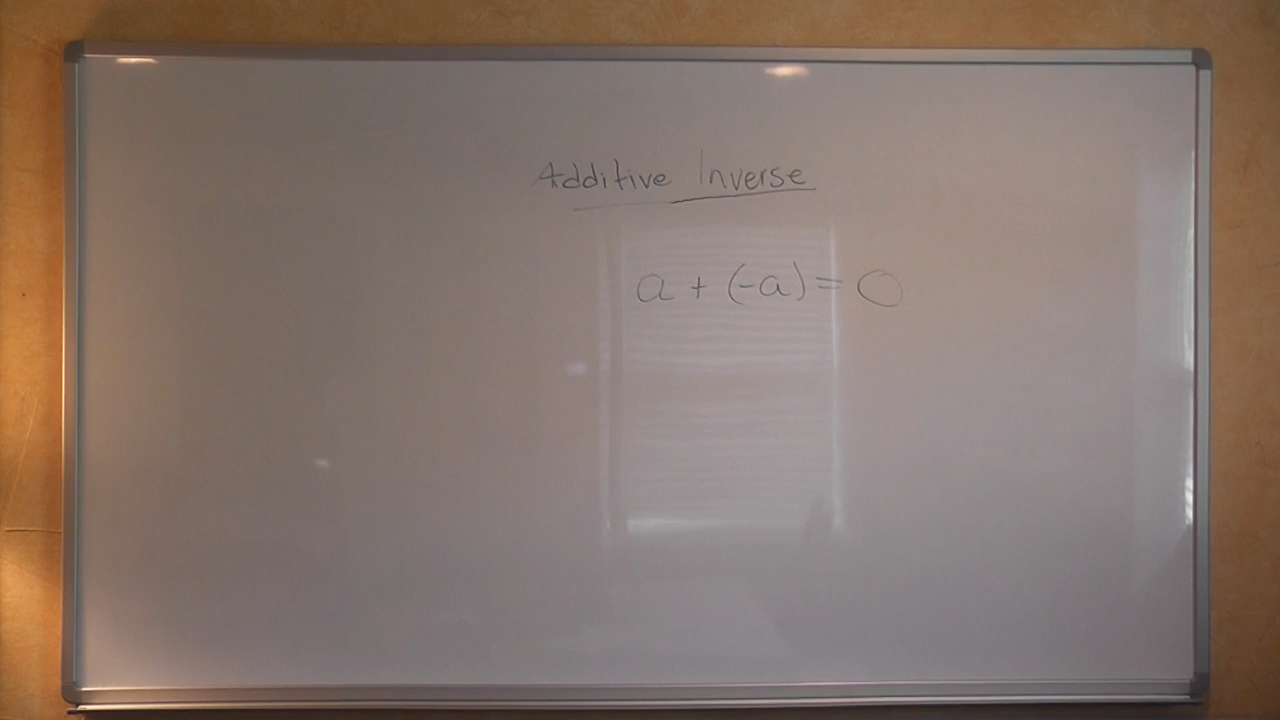 Additive Inverse
a + (-a) = 0